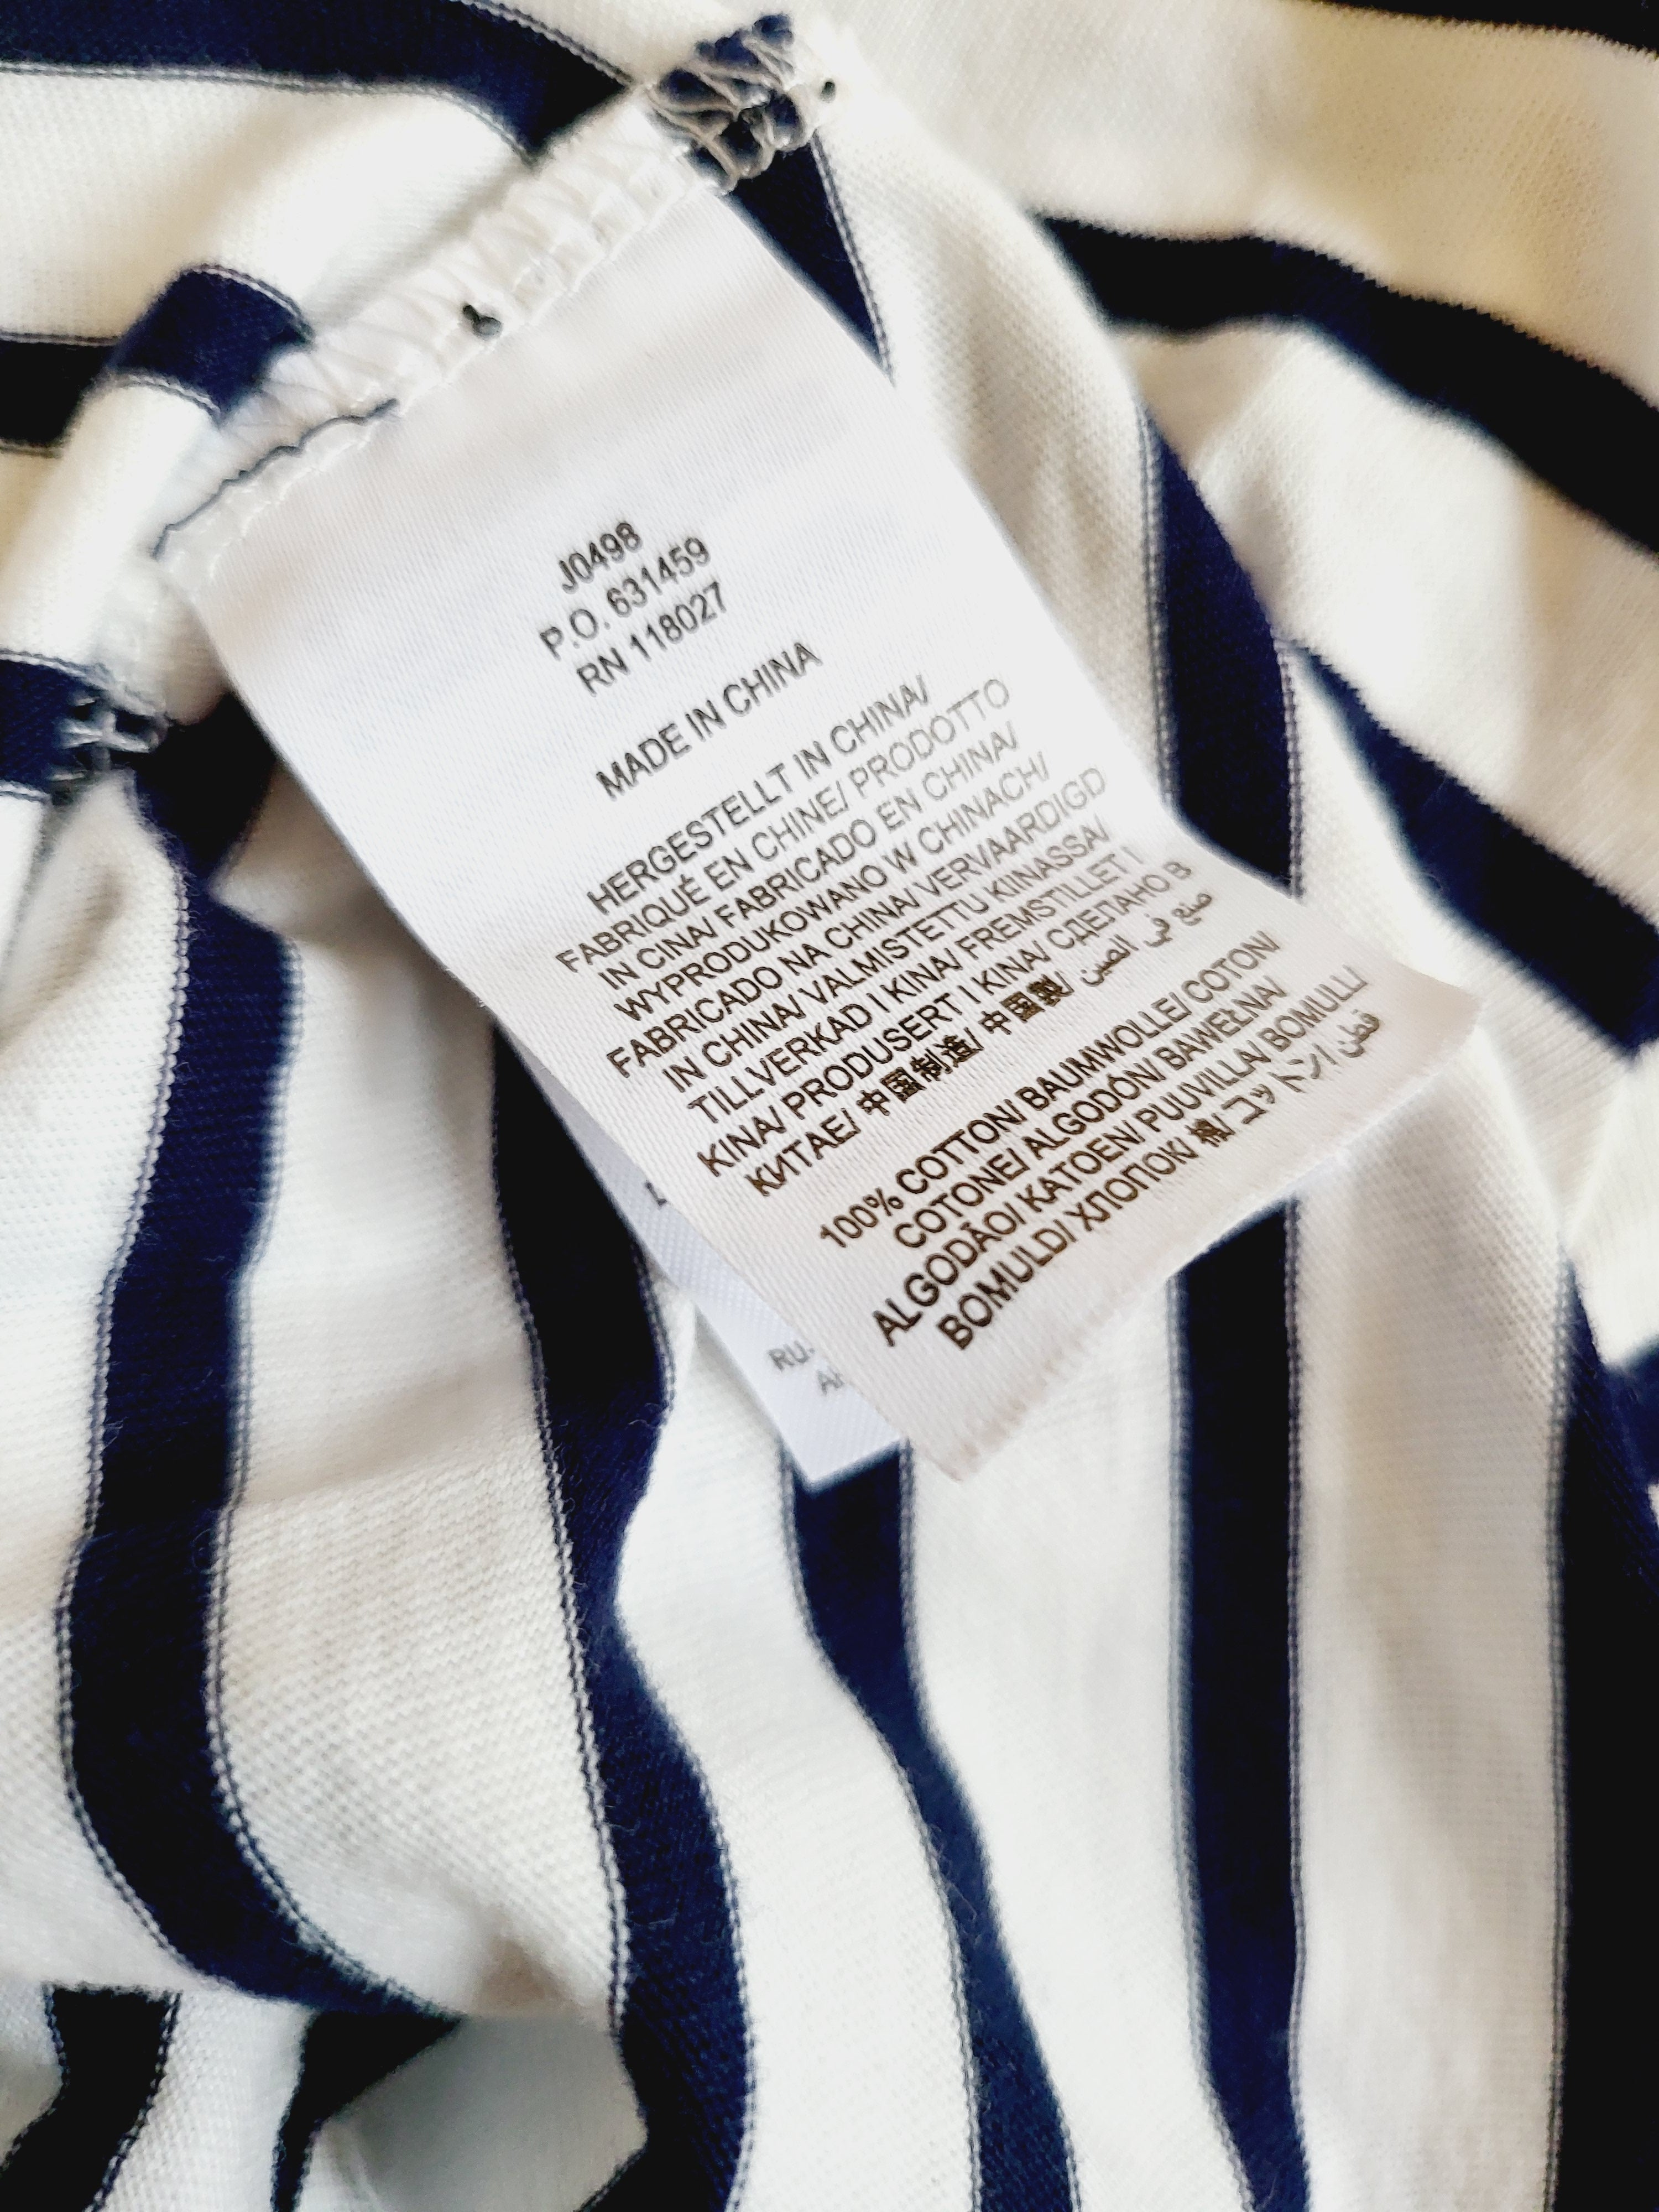 J0498
P.O. 631459
RN 118027
MADE IN CHINA
HERGESTELLT IN CHINA/
FABRIQUÉ EN CHINE/ PRODOTTO
IN CINA/ FABRICADO EN CHINA/
WYPRODUKOWANO W CHINACH/
FABRICADO NA CHINA/ VERVAARDIGD
IN CHINA/ VALMISTETTU KIINASSA/
TILLVERKAD I KINA/ FREMSTILLET I
KINA/ PRODUSERT I KINA/ СДЕЛАНО В
КИТАЕ/ 中国制造/ 中国製/ صنع في الصين
100% COTTON/ BAUMWOLLE/ COTON/
COTONE/ ALGODÓN/ BAWEŁNA/
ALGODÃO/ KATOEN/ PUUVILLA/ BOMULL/
BOMULD/ ХЛОПОК/ 棉/ コットン/ قطن
RU-